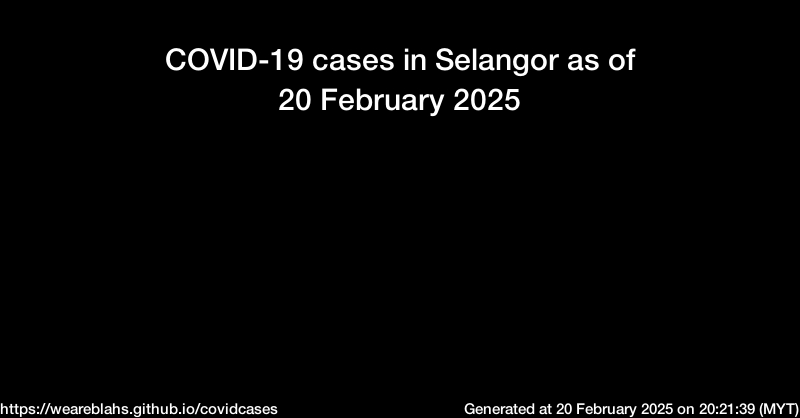 COVID-19 cases in Selangor as of
20 February 2025
https://weareblahs.github.io/covidcases
Generated at 20 February 2025 on 20:21:39 (MYT)